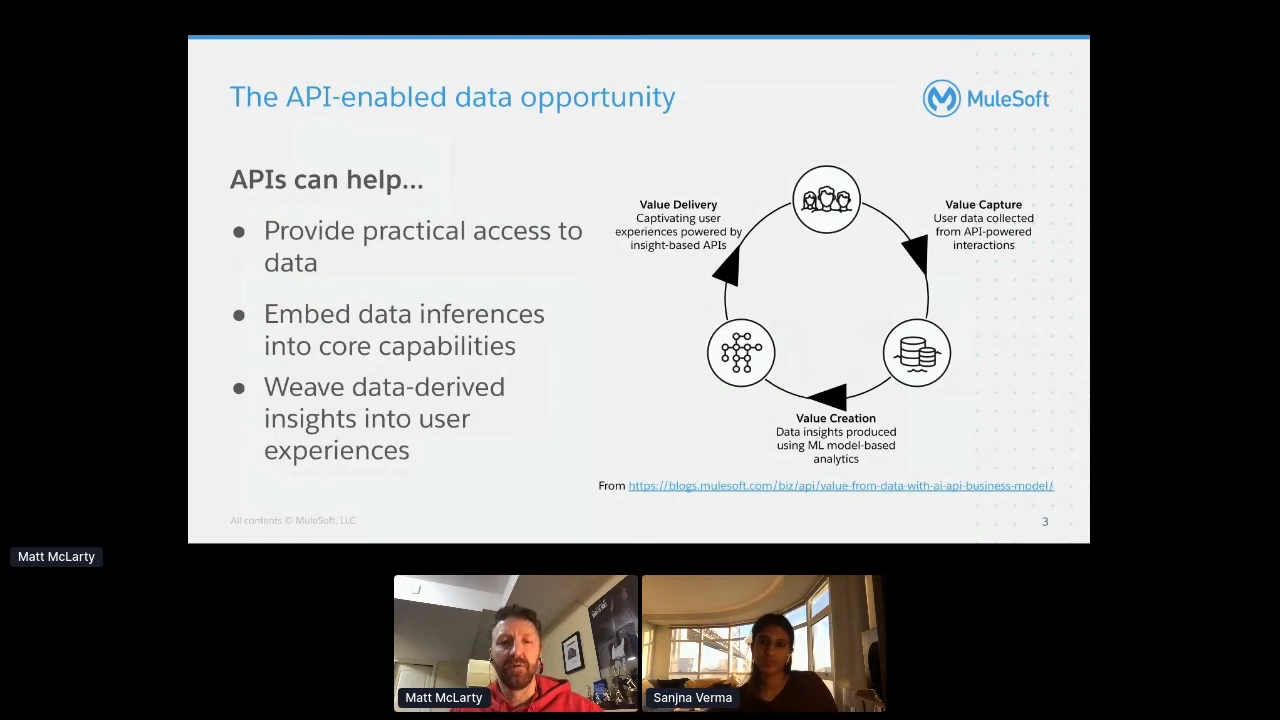 The API-enabled data opportunity
MuleSoft
APIs can help...
● Provide practical access to
data
● Embed data inferences
into core capabilities
● Weave data-derived
insights into user
experiences
Value Delivery
Captivating user
experiences powered by
insight-based APIs
Value Capture
User data collected
from API-powered
interactions
Value Creation
Data insights produced
using ML model-based
analytics
From https://blogs.mulesoft.com/biz/api/value-from-data-with-ai-api-business-model/
All contents © MuleSoft, LLC
3
Matt McLarty
Matt McLarty
Sanjna Verma